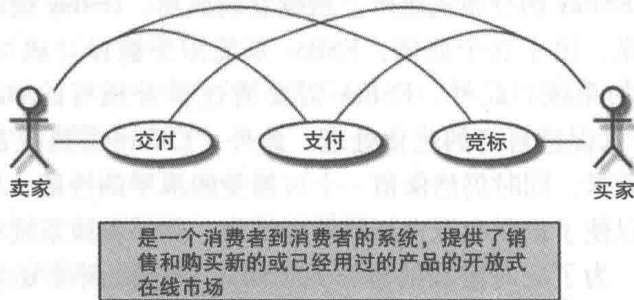 交付 支付 竞标
卖家 买家
是一个消费者到消费者的系统，提供了销
售和购买新的或已经用过的产品的开放式
在线市场